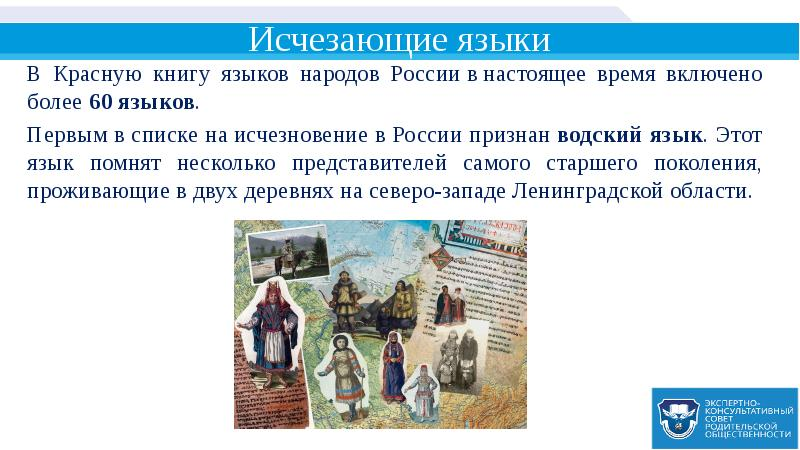 Исчезающие языки
В Красную книгу языков народов России в настоящее время включено
более 60 языков.
Первым в списке на исчезновение в России признан водский язык. Этот
язык помнят несколько представителей самого старшего поколения,
проживающие в двух деревнях на северо-западе Ленинградской области.
ЭКСПЕРТНО-
КОНСУЛЬТАТИВНЫЙ
СОВЕТ
РОДИТЕЛЬСКОЙ
ОБЩЕСТВЕННОСТИ